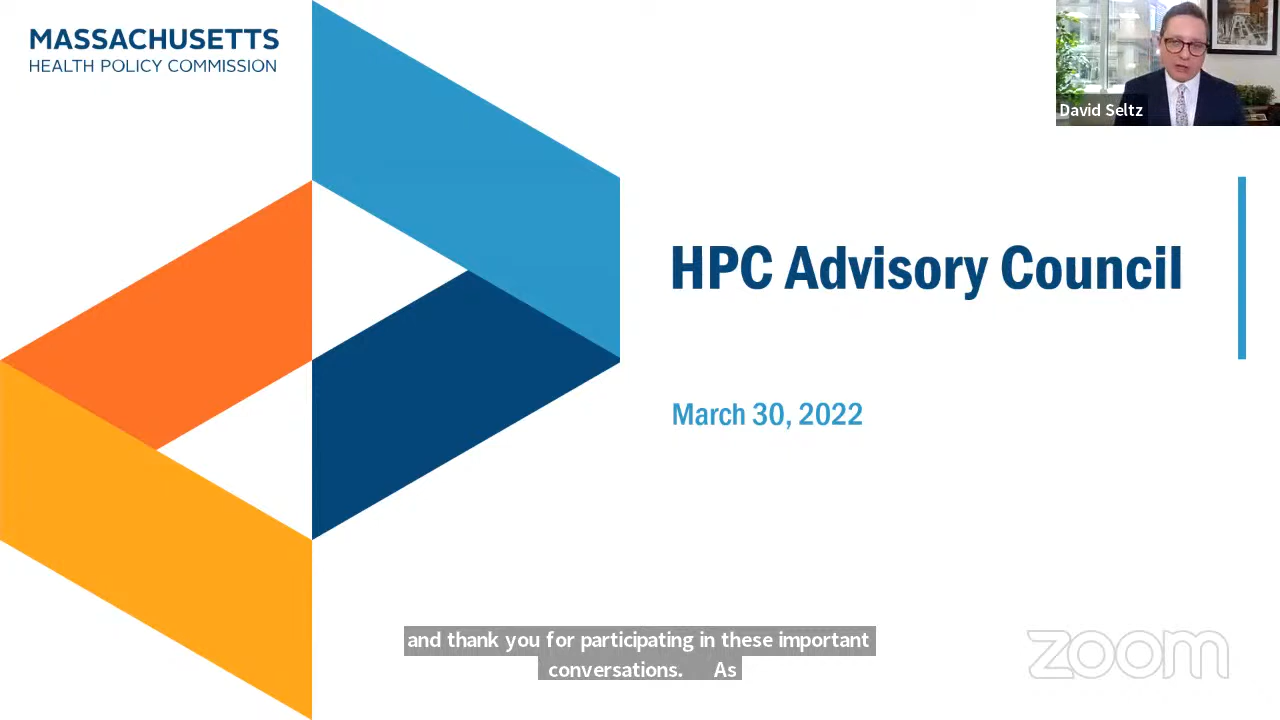 MASSACHUSETTS
HEALTH POLICY COMMISSION
David Seltz
HPC Advisory Council
March 30, 2022
and thank you for participating in these important
conversations. As
zoom